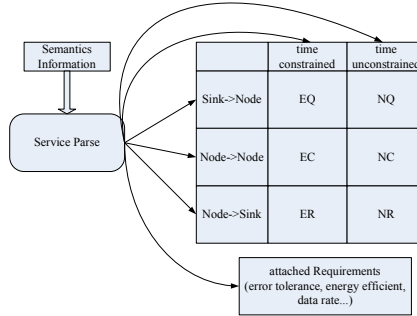 Semantics
Information
Service Parse
time
constrained
time
unconstrained
Sink->Node
EQ
NQ
Node->Node
EC
NC
Node->Sink
ER
NR
attached Requirements
(error tolerance, energy efficient,
data rate...)